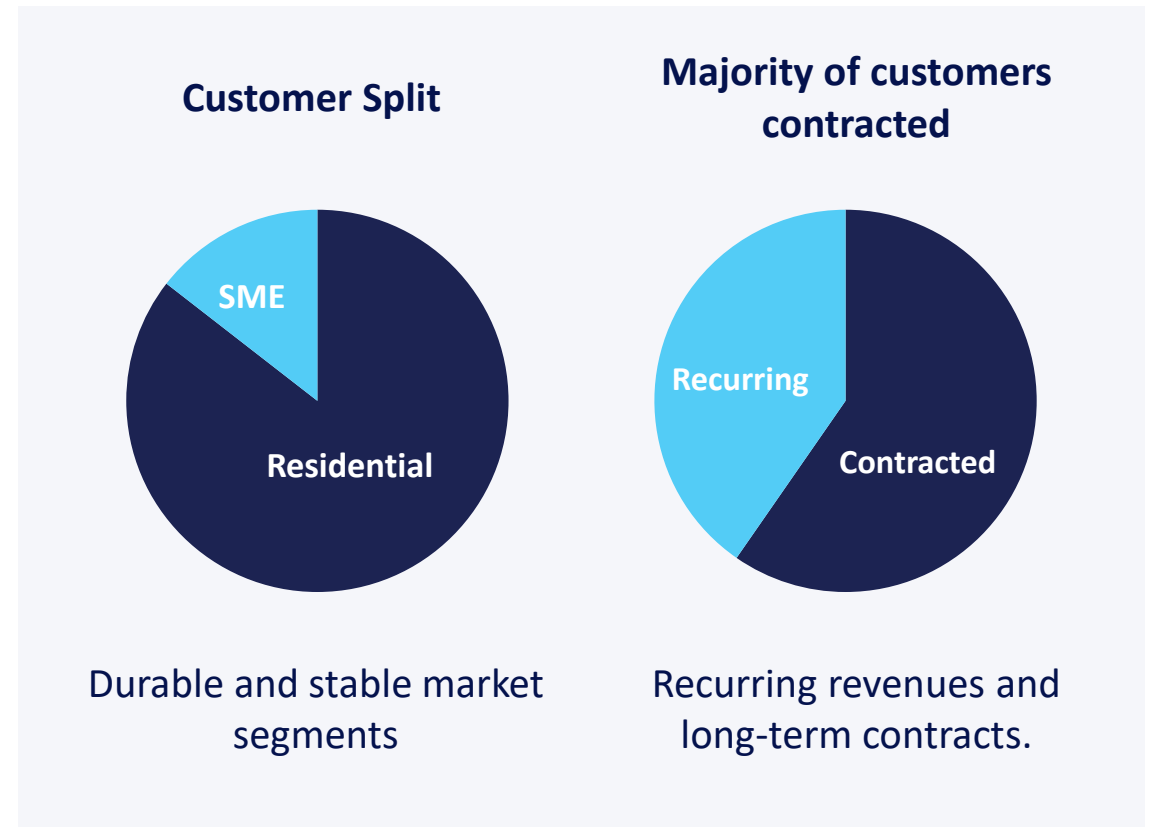 Customer Split
Majority of customers
contracted
SME
Residential
Recurring
Contracted
Durable and stable market
segments
Recurring revenues and
long-term contracts.